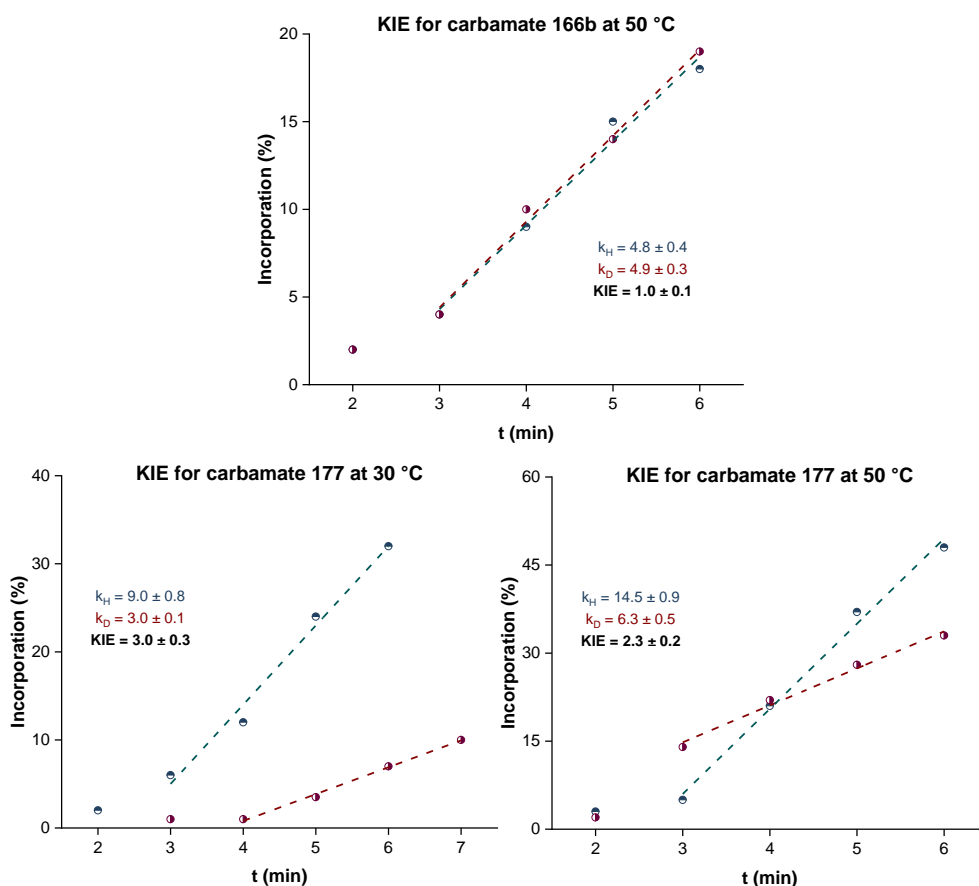 KIE for carbamate 166b at 50 °C
Incorporation (%)
20
15
10
5
0
k_H = 4.8 ± 0.4
k_D = 4.9 ± 0.3
KIE = 1.0 ± 0.1
2 3 4 5 6
t (min)
KIE for carbamate 177 at 30 °C
Incorporation (%)
40
30
20
10
0
k_H = 9.0 ± 0.8
k_D = 3.0 ± 0.1
KIE = 3.0 ± 0.3
2 3 4 5 6 7
t (min)
KIE for carbamate 177 at 50 °C
Incorporation (%)
60
45
30
15
0
k_H = 14.5 ± 0.9
k_D = 6.3 ± 0.5
KIE = 2.3 ± 0.2
2 3 4 5 6
t (min)